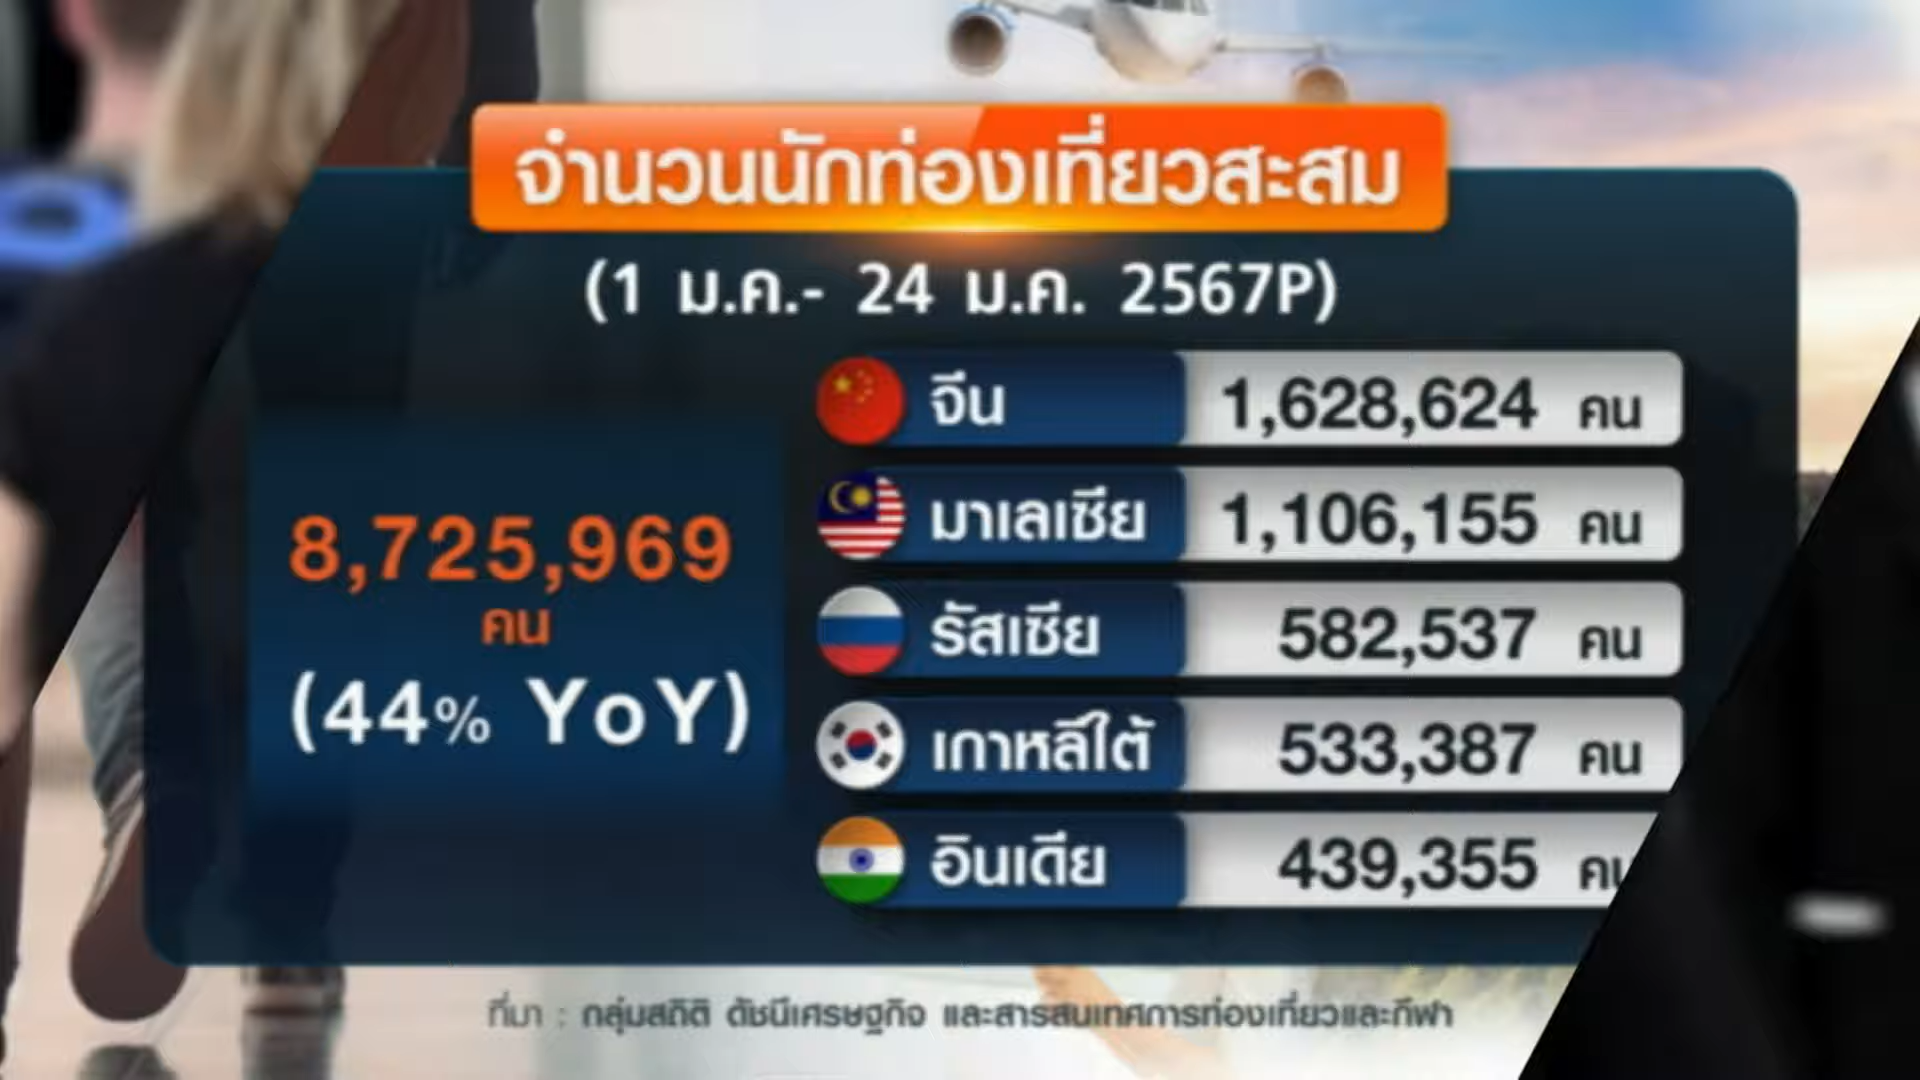 จำนวนนักท่องเที่ยวสะสม
(1 ม.ค.- 24 ม.ค. 2567P)
8,725,969
คน
(44% YoY)
จีน 1,628,624 คน
มาเลเซีย 1,106,155 คน
รัสเซีย 582,537 คน
เกาหลีใต้ 533,387 คน
อินเดีย 439,355 คน
ที่มา : กลุ่มสถิติ ดัชนีเศรษฐกิจ และสารสนเทศการท่องเที่ยวและกีฬา